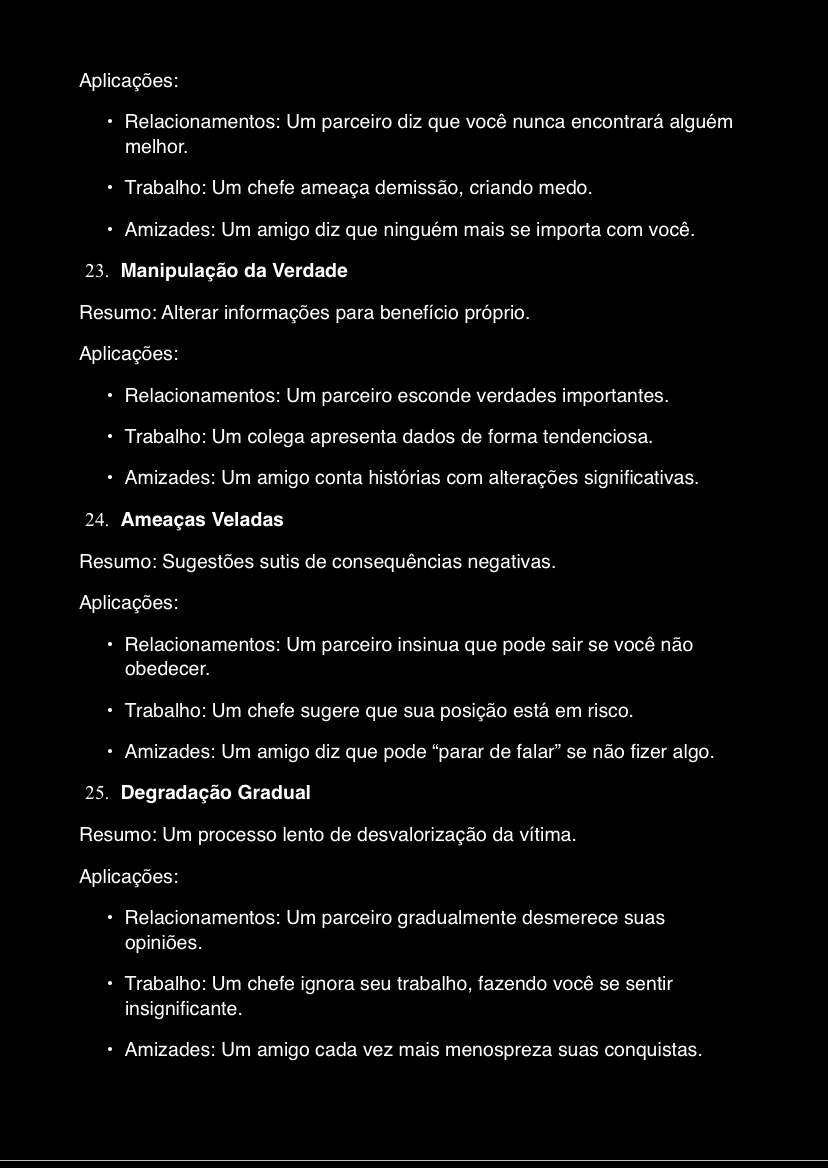 Aplicações:
• Relacionamentos: Um parceiro diz que você nunca encontrará alguém
melhor.
• Trabalho: Um chefe ameaça demissão, criando medo.
• Amizades: Um amigo diz que ninguém mais se importa com você.
23. Manipulação da Verdade
Resumo: Alterar informações para benefício próprio.
Aplicações:
• Relacionamentos: Um parceiro esconde verdades importantes.
• Trabalho: Um colega apresenta dados de forma tendenciosa.
• Amizades: Um amigo conta histórias com alterações significativas.
24. Ameaças Veladas
Resumo: Sugestões sutis de consequências negativas.
Aplicações:
• Relacionamentos: Um parceiro insinua que pode sair se você não
obedecer.
• Trabalho: Um chefe sugere que sua posição está em risco.
• Amizades: Um amigo diz que pode “parar de falar” se não fizer algo.
25. Degradação Gradual
Resumo: Um processo lento de desvalorização da vítima.
Aplicações:
• Relacionamentos: Um parceiro gradualmente desmerece suas
opiniões.
• Trabalho: Um chefe ignora seu trabalho, fazendo você se sentir
insignificante.
• Amizades: Um amigo cada vez mais menospreza suas conquistas.